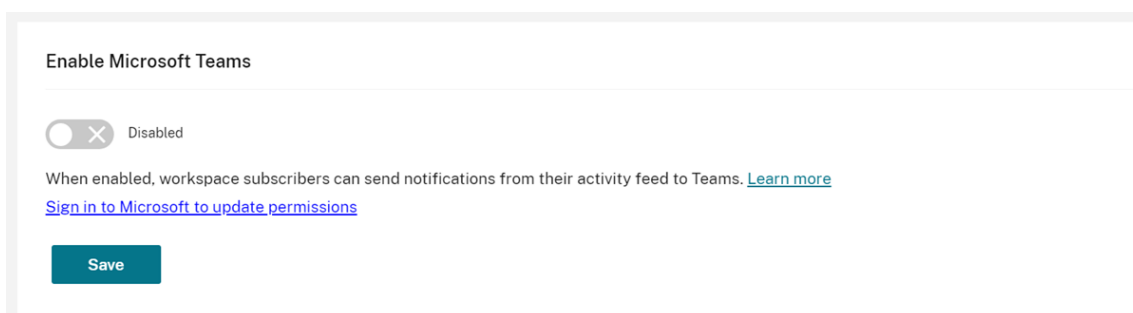 Enable Microsoft Teams
Disabled
When enabled, workspace subscribers can send notifications from their activity feed to Teams. Learn more
Sign in to Microsoft to update permissions
Save